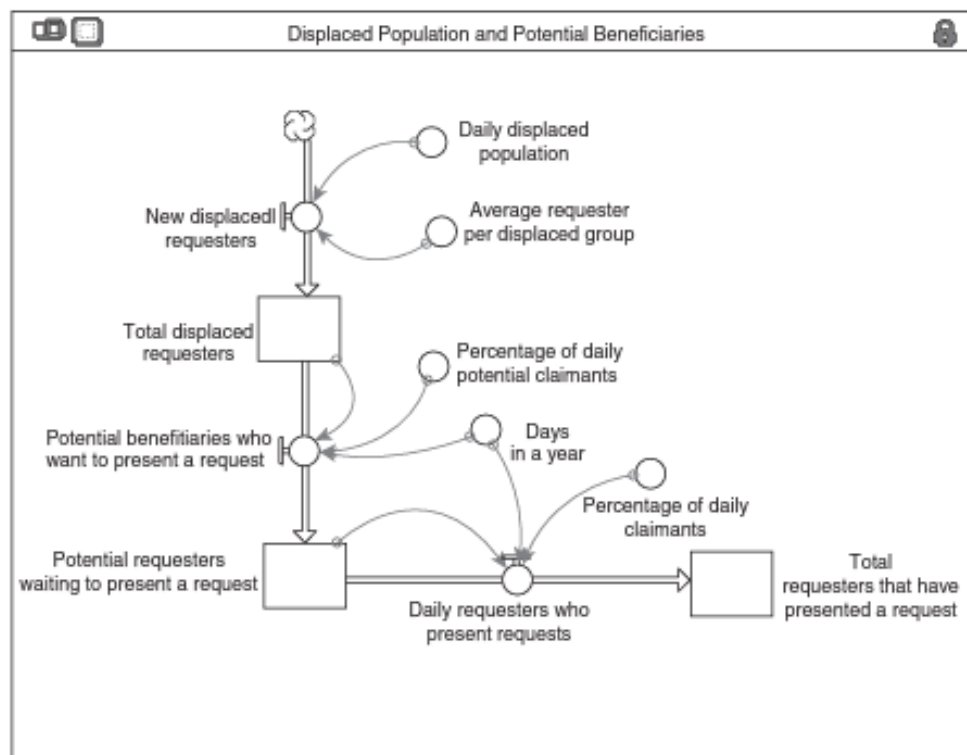 Displaced Population and Potential Beneficiaries
Daily displaced
population
New displacedl
requesters
Average requester
per displaced group
Total displaced
requesters
Percentage of daily
potential claimants
Potential benefitiaries who
want to present a request
Days
in a year
Percentage of daily
claimants
Potential requesters
waiting to present a request
Daily requesters who
present requests
Total
requesters that have
presented a request